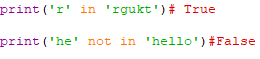 print('r' in 'rgukt')# True
print('he' not in 'hello')#False